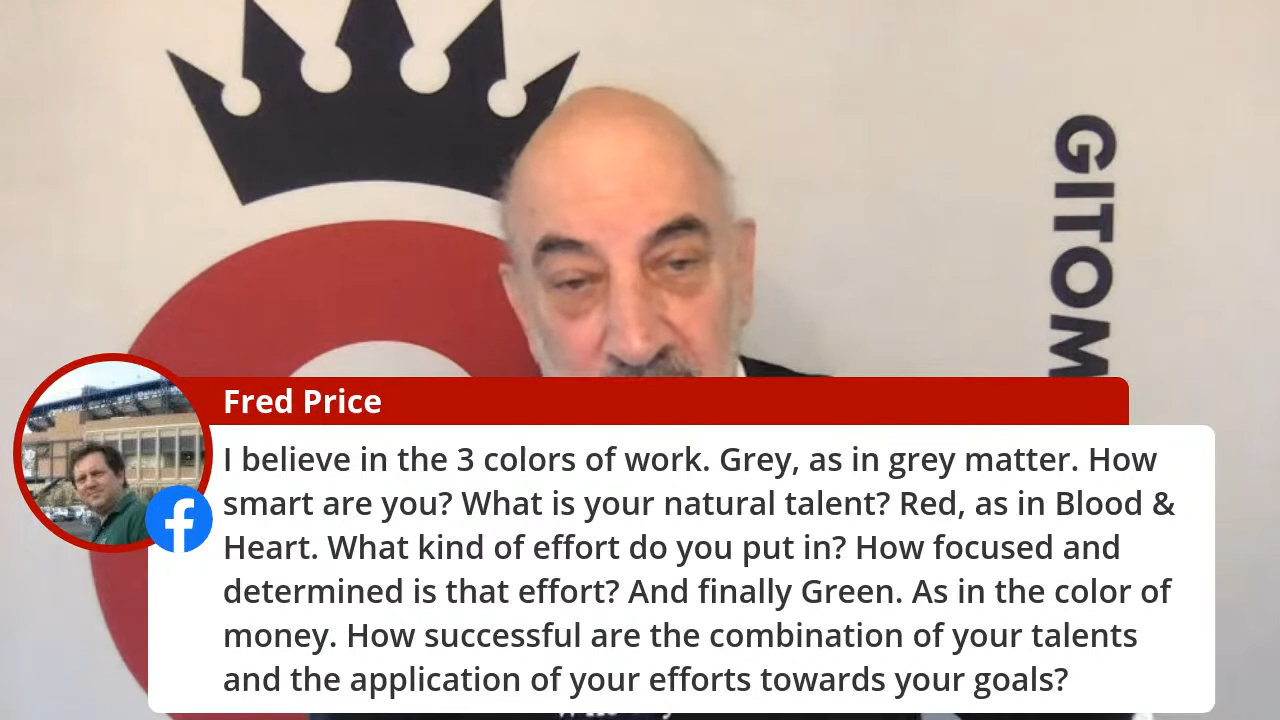 GITOM
Fred Price
I believe in the 3 colors of work. Grey, as in grey matter. How
smart are you? What is your natural talent? Red, as in Blood &
Heart. What kind of effort do you put in? How focused and
determined is that effort? And finally Green. As in the color of
money. How successful are the combination of your talents
and the application of your efforts towards your goals?